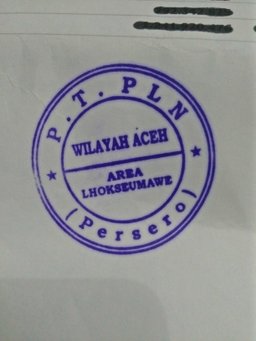 P. T. PLN
WILAYAH ACEH
AREA
LHOKSEUMAWE
(Persero)